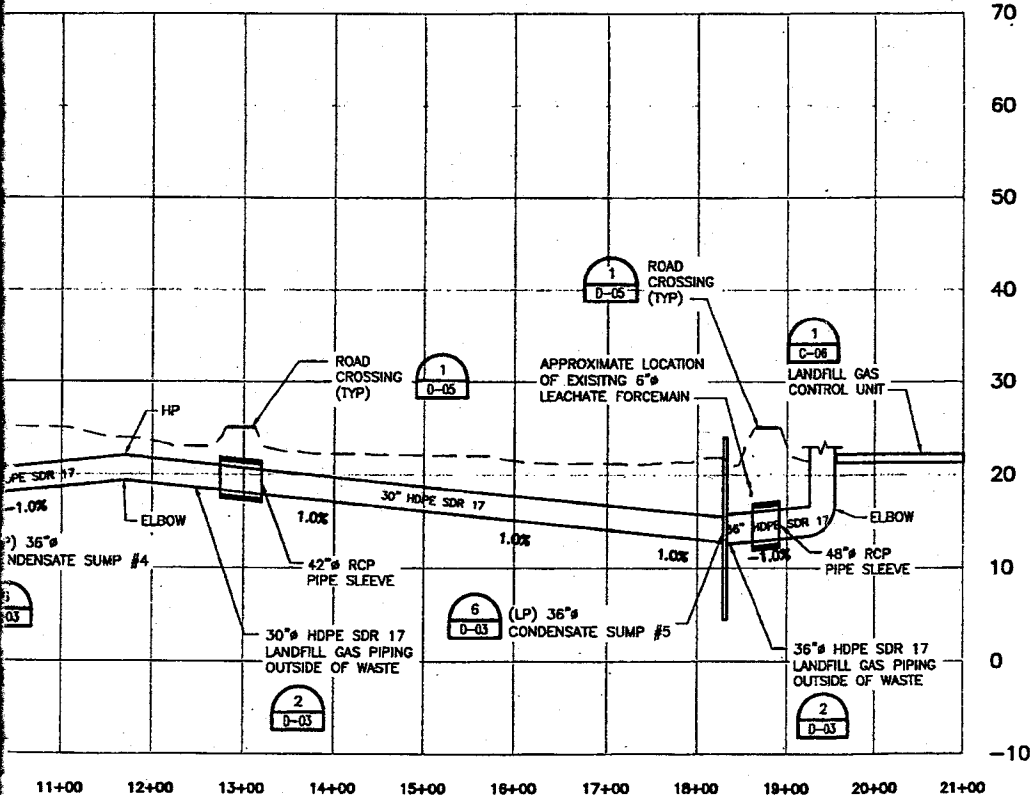 70
60
50
40
30
20
10
0
-10
1
D-05
ROAD
CROSSING
(TYP)
1
C-06
LANDFILL GAS
CONTROL UNIT
ROAD
CROSSING
(TYP)
1
D-05
APPROXIMATE LOCATION
OF EXISITNG 6"ø
LEACHATE FORCEMAIN
HP
SDR 17
-1.0%
ELBOW
36"ø
SUMP #4
30" HDPE SDR 17
1.0%
1.0%
1.0%
36" HDPE SDR 17
-1.0%
ELBOW
42"ø RCP
PIPE SLEEVE
48"ø RCP
PIPE SLEEVE
6
D-03
(LP) 36"ø
CONDENSATE SUMP #5
30"ø HDPE SDR 17
LANDFILL GAS PIPING
OUTSIDE OF WASTE
2
D-03
36"ø HDPE SDR 17
LANDFILL GAS PIPING
OUTSIDE OF WASTE
2
D-03
11+00 12+00 13+00 14+00 15+00 16+00 17+00 18+00 19+00 20+00 21+00